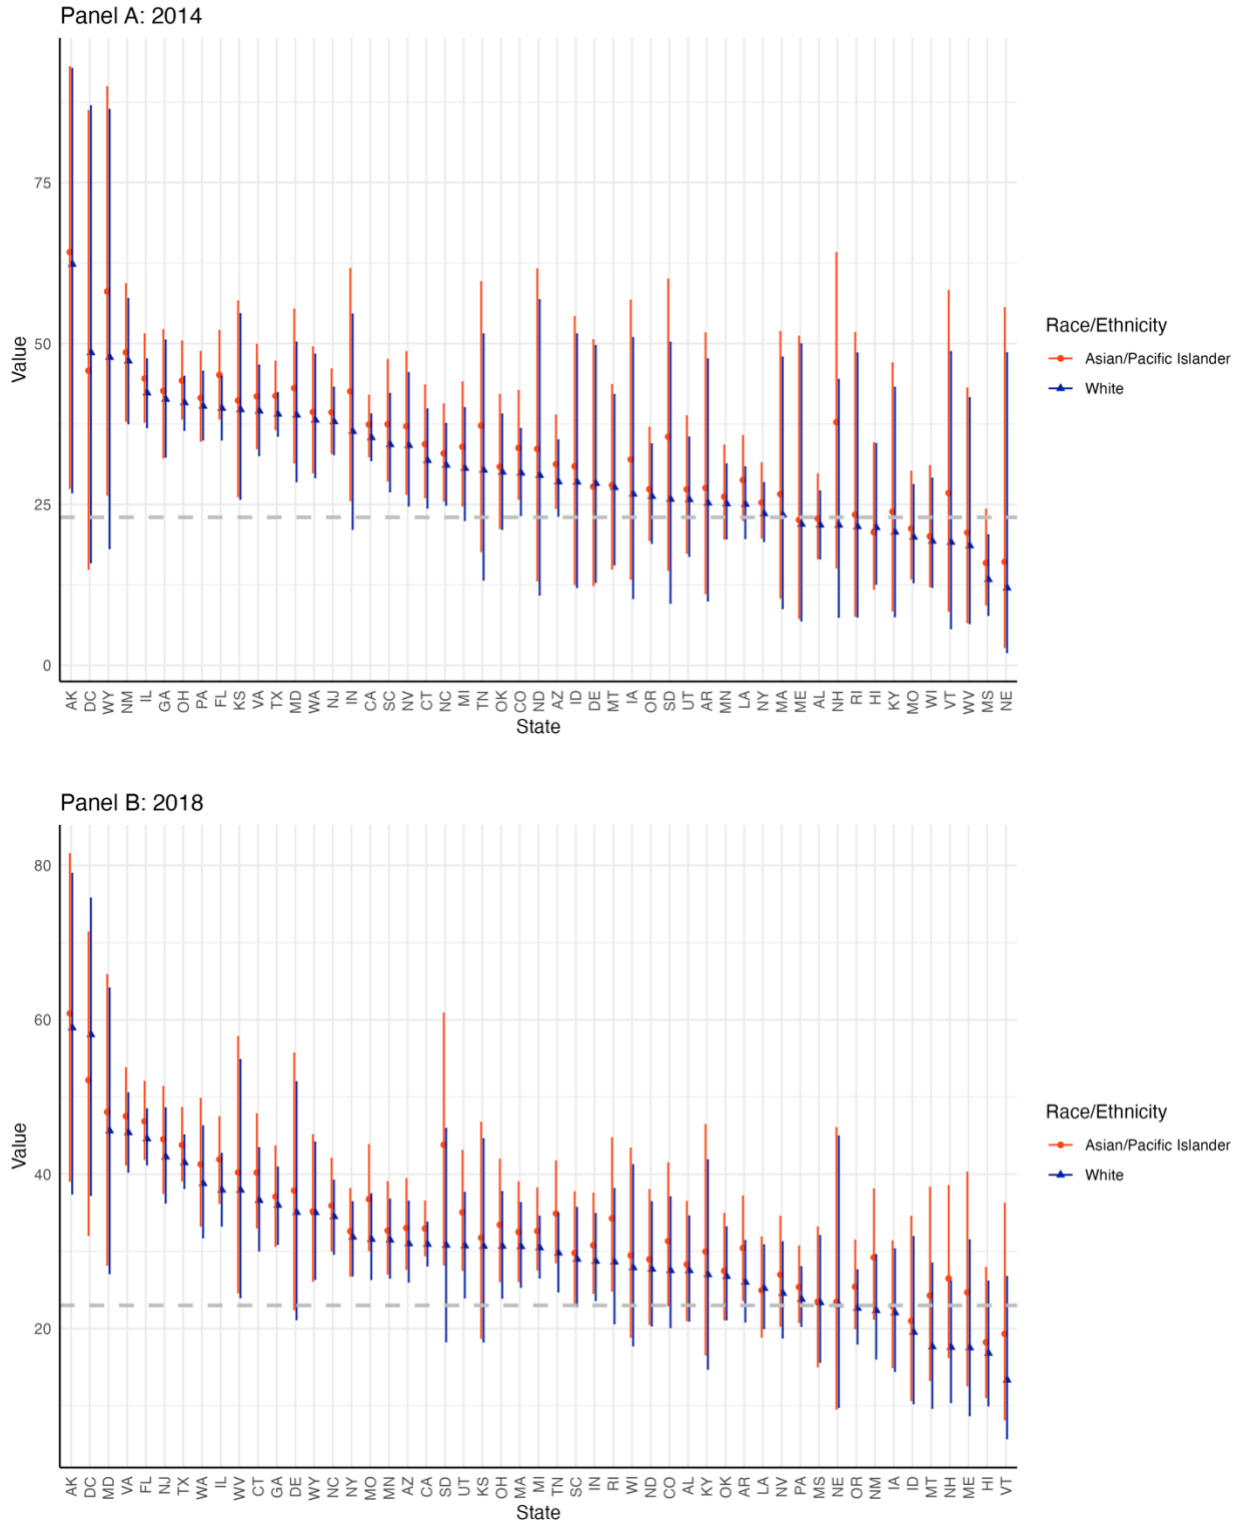 Panel A: 2014
Value
75
50
25
0
AK DC WY NM IL GA OH PA FL KS VA TX MD WA NJ IN CA SC NV CT NC MI TN OK CO ND AZ ID DE MT IA OR SD UT AR MN LA NY MA ME AL NH RI HI KY MO WI VT WV MS NE
State
Race/Ethnicity
Asian/Pacific Islander
White
Panel B: 2018
Value
80
60
40
20
AK DC MD VA FL NJ TX WA IL WV CT GA DE WY NC NY MO MN AZ CA SD UT KS OH MA MI TN SC IN RI WI ND CO AL KY OK AR LA NV PA MS NE OR NM IA ID MT NH ME HI VT
State
Race/Ethnicity
Asian/Pacific Islander
White